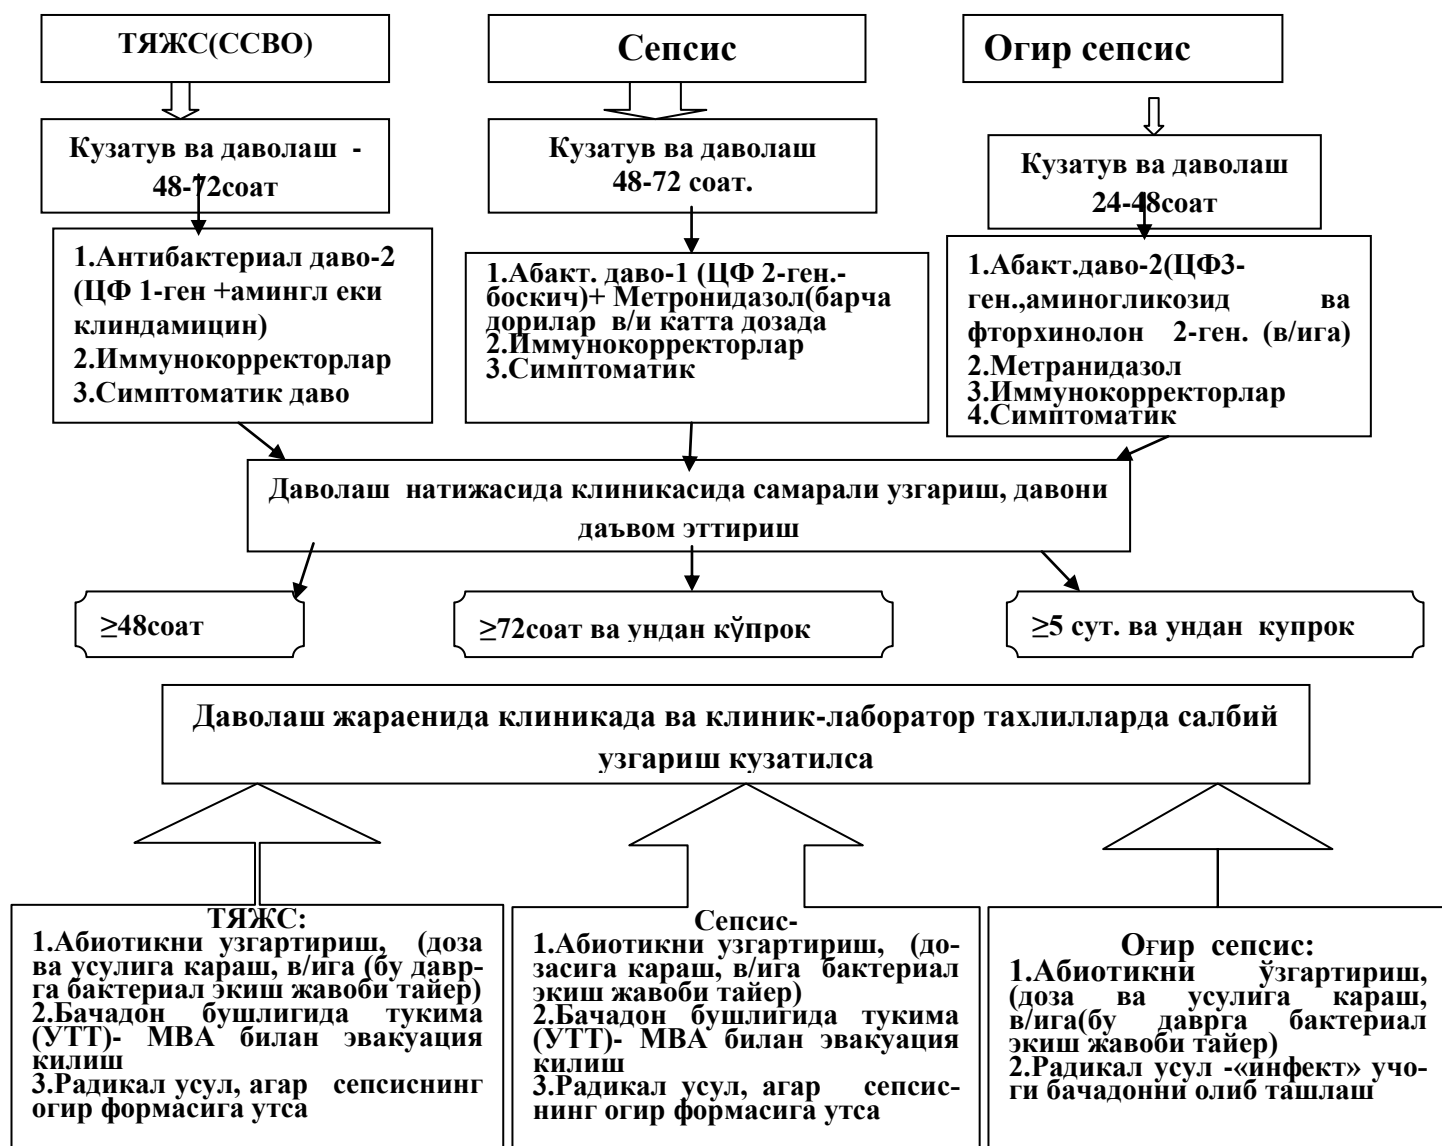 ТЯЖС(ССВО)
Сепсис
Огир сепсис
Кузатув ва даволаш -
48-72соат
Кузатув ва даволаш
48-72 соат.
Кузатув ва даволаш
24-48соат
1.Антибактериал даво-2
(ЦФ 1-ген +амингл еки
клиндамицин)
2.Иммунокорректорлар
3.Симптоматик даво
1.Абакт. даво-1 (ЦФ 2-ген.-
боскич)+ Метронидазол(барча
дорилар в/и катта дозада
2.Иммунокорректорлар
3.Симптоматик
1.Абакт.даво-2(ЦФ3-
ген.,аминогликозид ва
фторхинолон 2-ген. (в/ига)
2.Метранидазол
3.Иммунокорректорлар
4.Симптоматик
Даволаш натижасида клиникасида самарали узгариш, давони
даъвом эттириш
≥48соат
≥72соат ва ундан кўпрок
≥5 сут. ва ундан купрок
Даволаш жараенида клиникада ва клиник-лаборатор тахлилларда салбий
узгариш кузатилса
ТЯЖС:
1.Абиотикни узгартириш, (доза
ва усулига караш, в/ига (бу давр-
га бактериал экиш жавоби тайер)
2.Бачадон бушлигида тукима
(УТТ)- МВА билан эвакуация
килиш
3.Радикал усул, агар сепсиснинг
огир формасига утса
Сепсис-
1.Абиотикни узгартириш, (до-
засига караш, в/ига бактериал
экиш жавоби тайер)
2.Бачадон бушлигида тукима
(УТТ)- МВА билан эвакуация
килиш
3.Радикал усул, агар сепсис-
нинг огир формасига утса
Оғир сепсис:
1.Абиотикни ўзгартириш,
(доза ва усулига караш,
в/ига(бу даврга бактериал
экиш жавоби тайер)
2.Радикал усул -«инфект» учо-
ги бачадонни олиб ташлаш